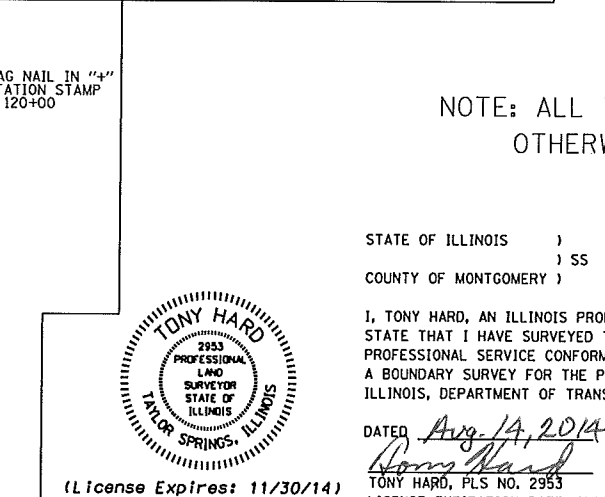 AG NAIL IN "+"
TATION STAMP
120+00
NOTE: ALL
OTHERW
STATE OF ILLINOIS )
) SS
COUNTY OF MONTGOMERY )
I, TONY HARD, AN ILLINOIS PROF
STATE THAT I HAVE SURVEYED T
PROFESSIONAL SERVICE CONFORM
A BOUNDARY SURVEY FOR THE P
ILLINOIS, DEPARTMENT OF TRANS
DATED Aug. 14, 2014
Tony Hard
TONY HARD, PLS NO. 2953
TONY HARD
2953
PROFESSIONAL
LAND
SURVEYOR
STATE OF
ILLINOIS
TAYLOR SPRINGS, ILLINOIS
(License Expires: 11/30/14)